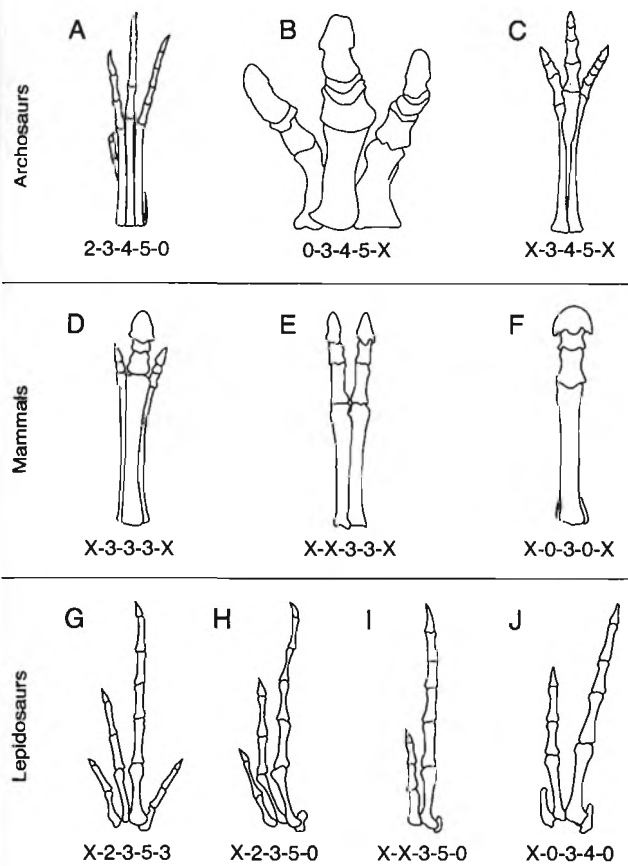 Archosaurs
A B C
2-3-4-5-0 0-3-4-5-X X-3-4-5-X
Mammals
D E F
X-3-3-3-X X-X-3-3-X X-0-3-0-X
Lepidosaurs
G H I J
X-2-3-5-3 X-2-3-5-0 X-X-3-5-0 X-0-3-4-0